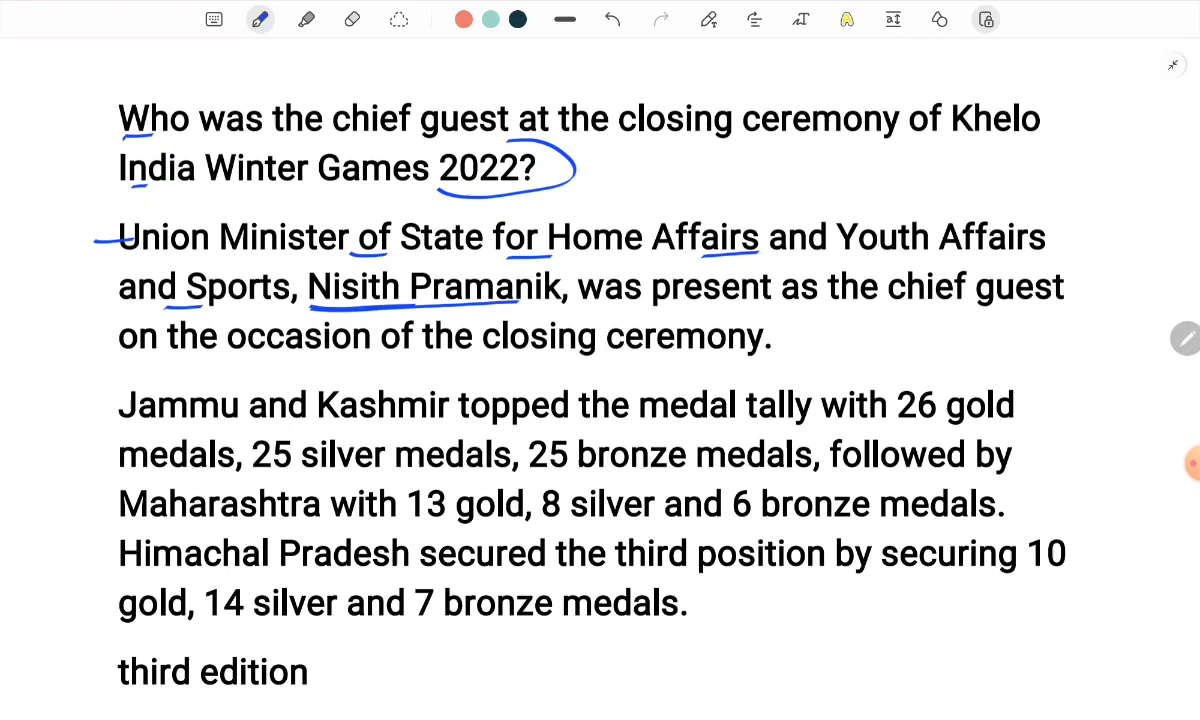 Who was the chief guest at the closing ceremony of Khelo
India Winter Games 2022?
Union Minister of State for Home Affairs and Youth Affairs
and Sports, Nisith Pramanik, was present as the chief guest
on the occasion of the closing ceremony.
Jammu and Kashmir topped the medal tally with 26 gold
medals, 25 silver medals, 25 bronze medals, followed by
Maharashtra with 13 gold, 8 silver and 6 bronze medals.
Himachal Pradesh secured the third position by securing 10
gold, 14 silver and 7 bronze medals.
third edition